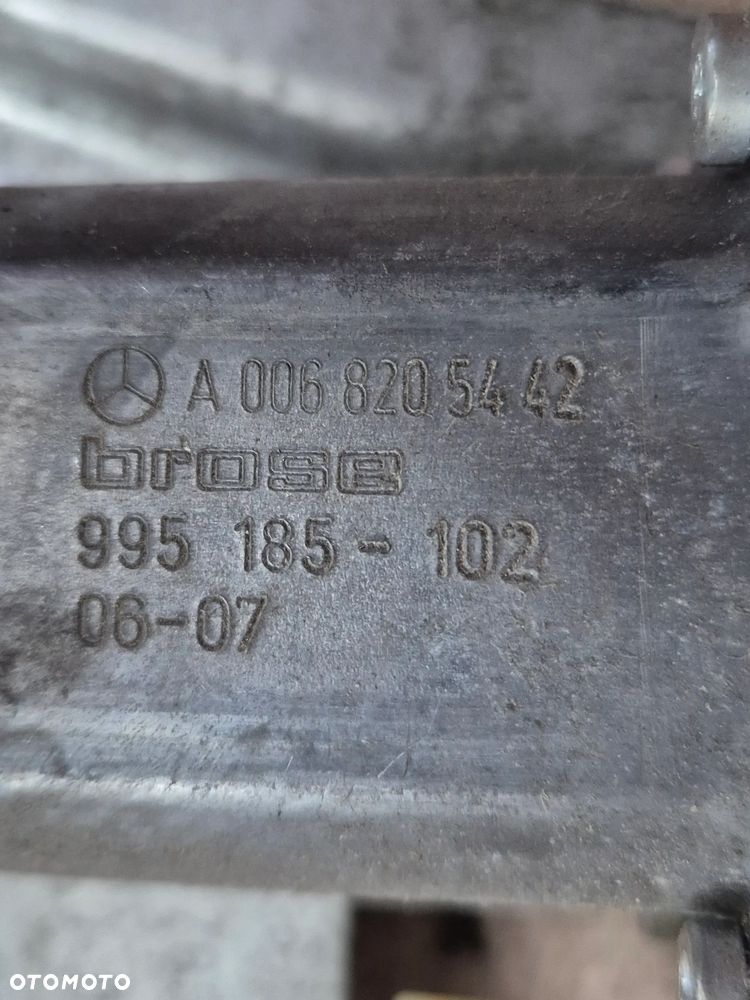 A 006 820 54 42
brose
995 185-102
06-07
OTOMOTO